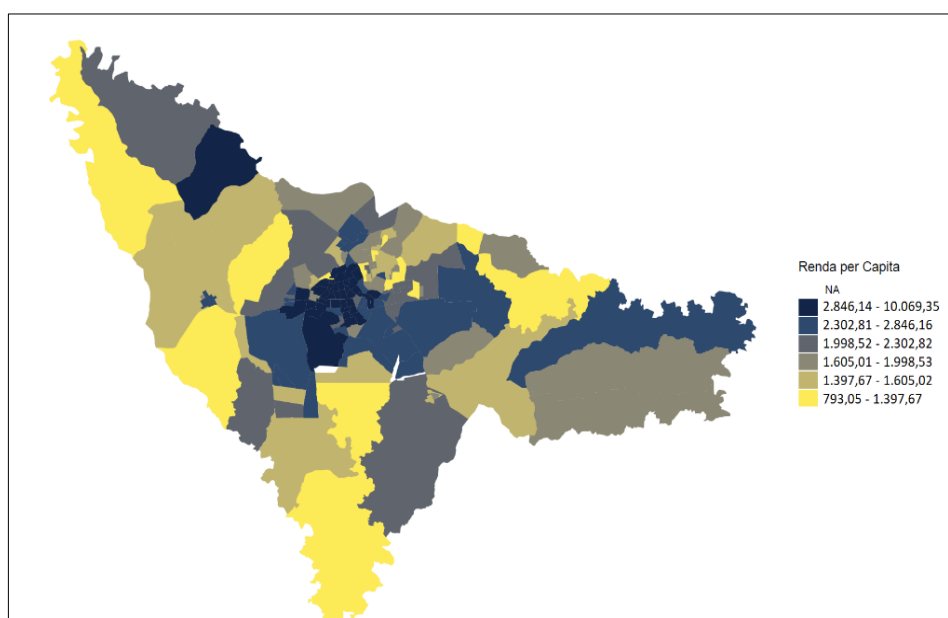 Renda per Capita
NA
2.846,14 - 10.069,35
2.302,81 - 2.846,16
1.998,52 - 2.302,82
1.605,01 - 1.998,53
1.397,67 - 1.605,02
793,05 - 1.397,67